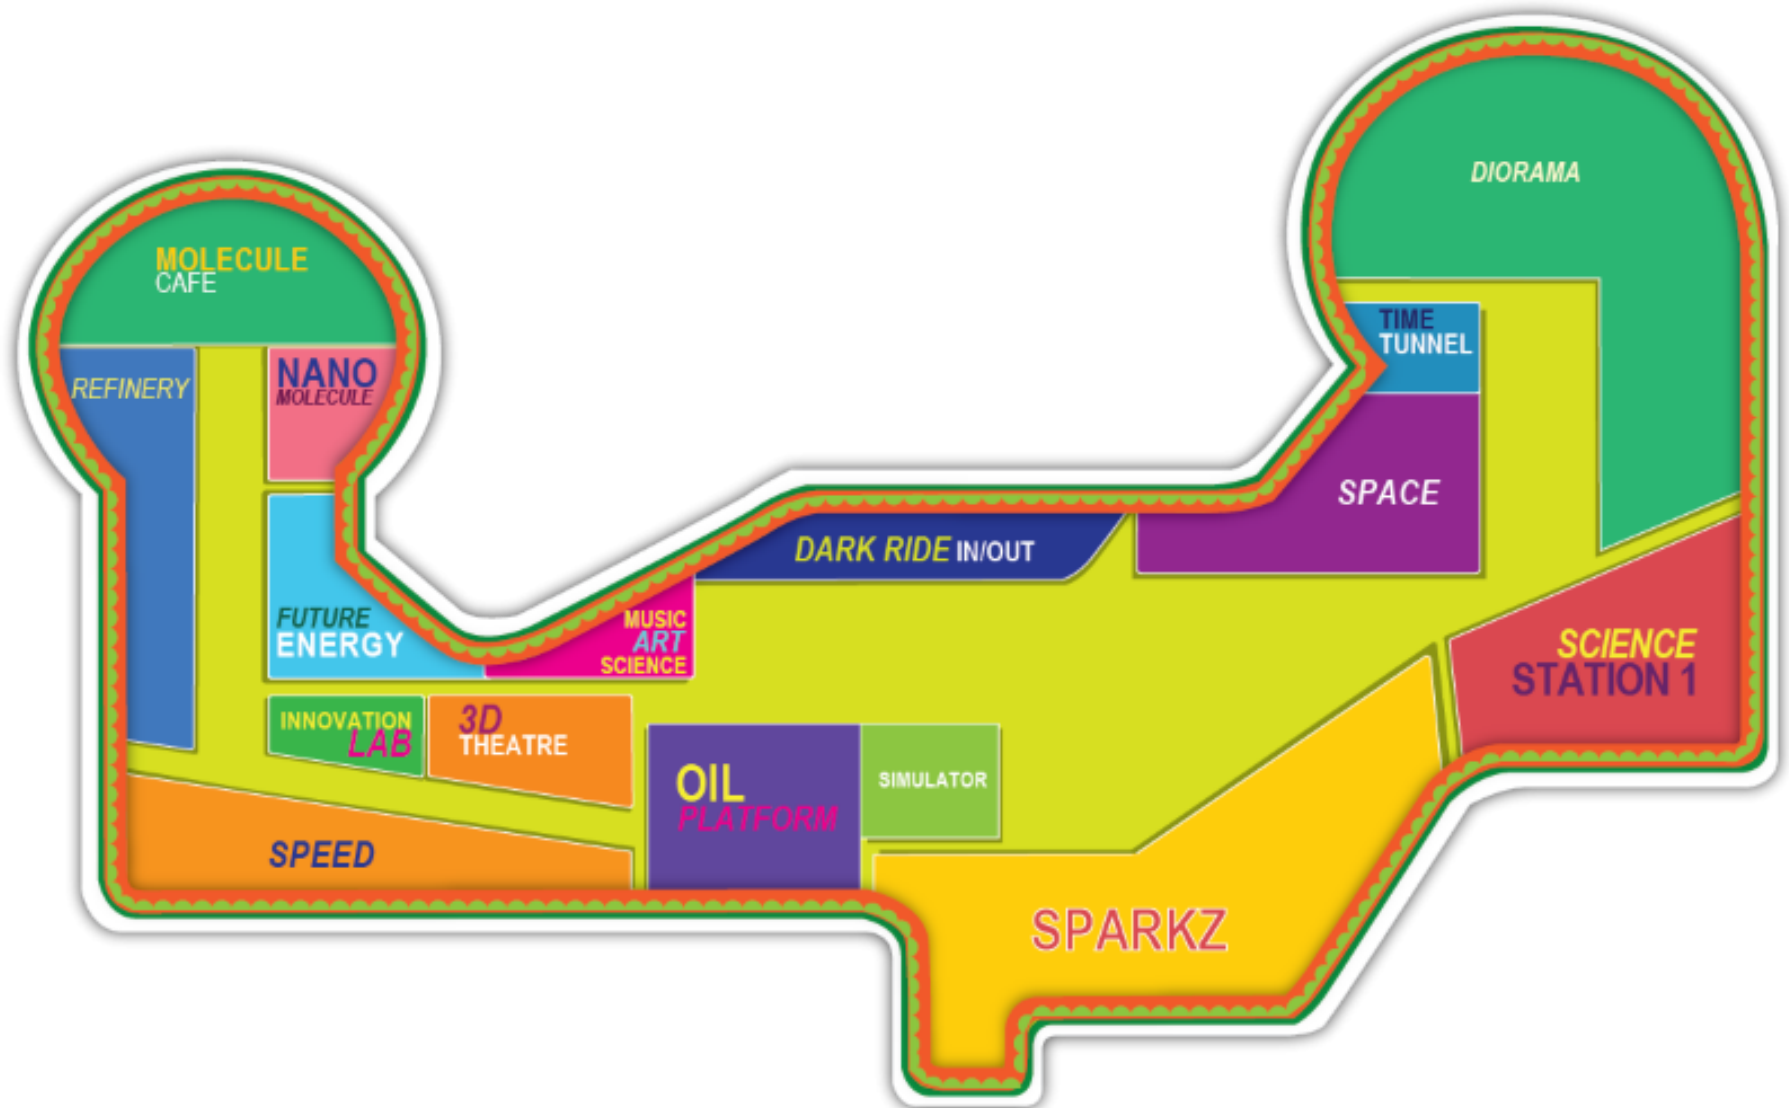 DIORAMA
MOLECULE
CAFE
TIME
TUNNEL
REFINERY
NANO
MOLECULE
SPACE
DARK RIDE IN/OUT
FUTURE
ENERGY
MUSIC
ART
SCIENCE
SCIENCE
STATION 1
INNOVATION
LAB
3D
THEATRE
OIL
PLATFORM
SIMULATOR
SPEED
SPARKZ